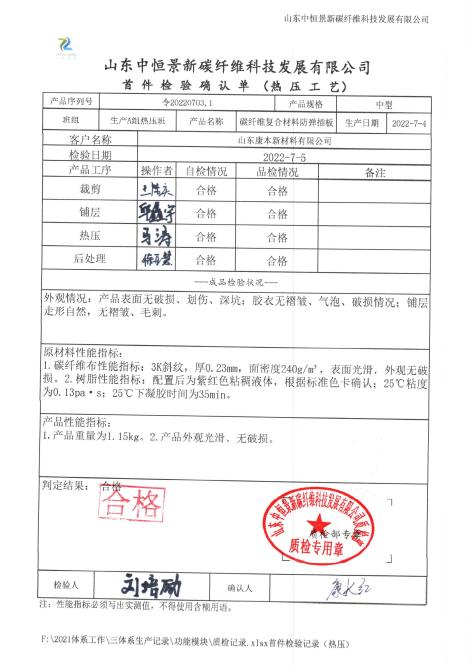 山东中恒景新碳纤维科技发展有限公司
山东中恒景新碳纤维科技发展有限公司
首件检验确认单（热压工艺）
产品序列号 令20220703,1 产品规格 中型
班组 生产A组热压班 产品名称 碳纤维复合材料防弹插板 生产日期 2022-7-4
客户名称 山东康本新材料有限公司
检验日期 2022-7-5
产品工序 操作者 自检情况 品检情况 备注
裁剪 合格 合格
铺层 合格 合格
热压 马涛 合格 合格
后处理 合格 合格
---成品检验状况---
外观情况：产品表面无破损、划伤、深坑；胶衣无褶皱、气泡、破损情况；铺层
走形自然，无褶皱、毛刺。
原材料性能指标：
1.碳纤维布性能指标：3K斜纹，厚0.23mm，面密度240g/m²，表面光滑，外观无破
损。2.树脂性能指标：配置后为紫红色粘稠液体，根据标准色卡确认；25℃粘度
为0.13pa·s；25℃下凝胶时间为35min。
产品性能指标：
1.产品重量为1.15kg。2.产品外观光滑、无破损。
判定结果： 合格
合格
山东中恒景新碳纤维科技发展有限公司质检部
质检部专章
质检专用章
检验人 刘培励 确认人
注：性能指标必须写出实测值，不得使用含糊用语。
F:\2021体系工作\三体系生产记录\功能模块\质检记录.xlsx首件检验记录（热压）